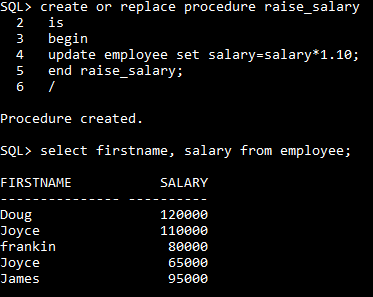 SQL> create or replace procedure raise_salary
2 is
3 begin
4 update employee set salary=salary*1.10;
5 end raise_salary;
6 /
Procedure created.
SQL> select firstname, salary from employee;
FIRSTNAME SALARY
--------------- ----------
Doug 120000
Joyce 110000
frankin 80000
Joyce 65000
James 95000